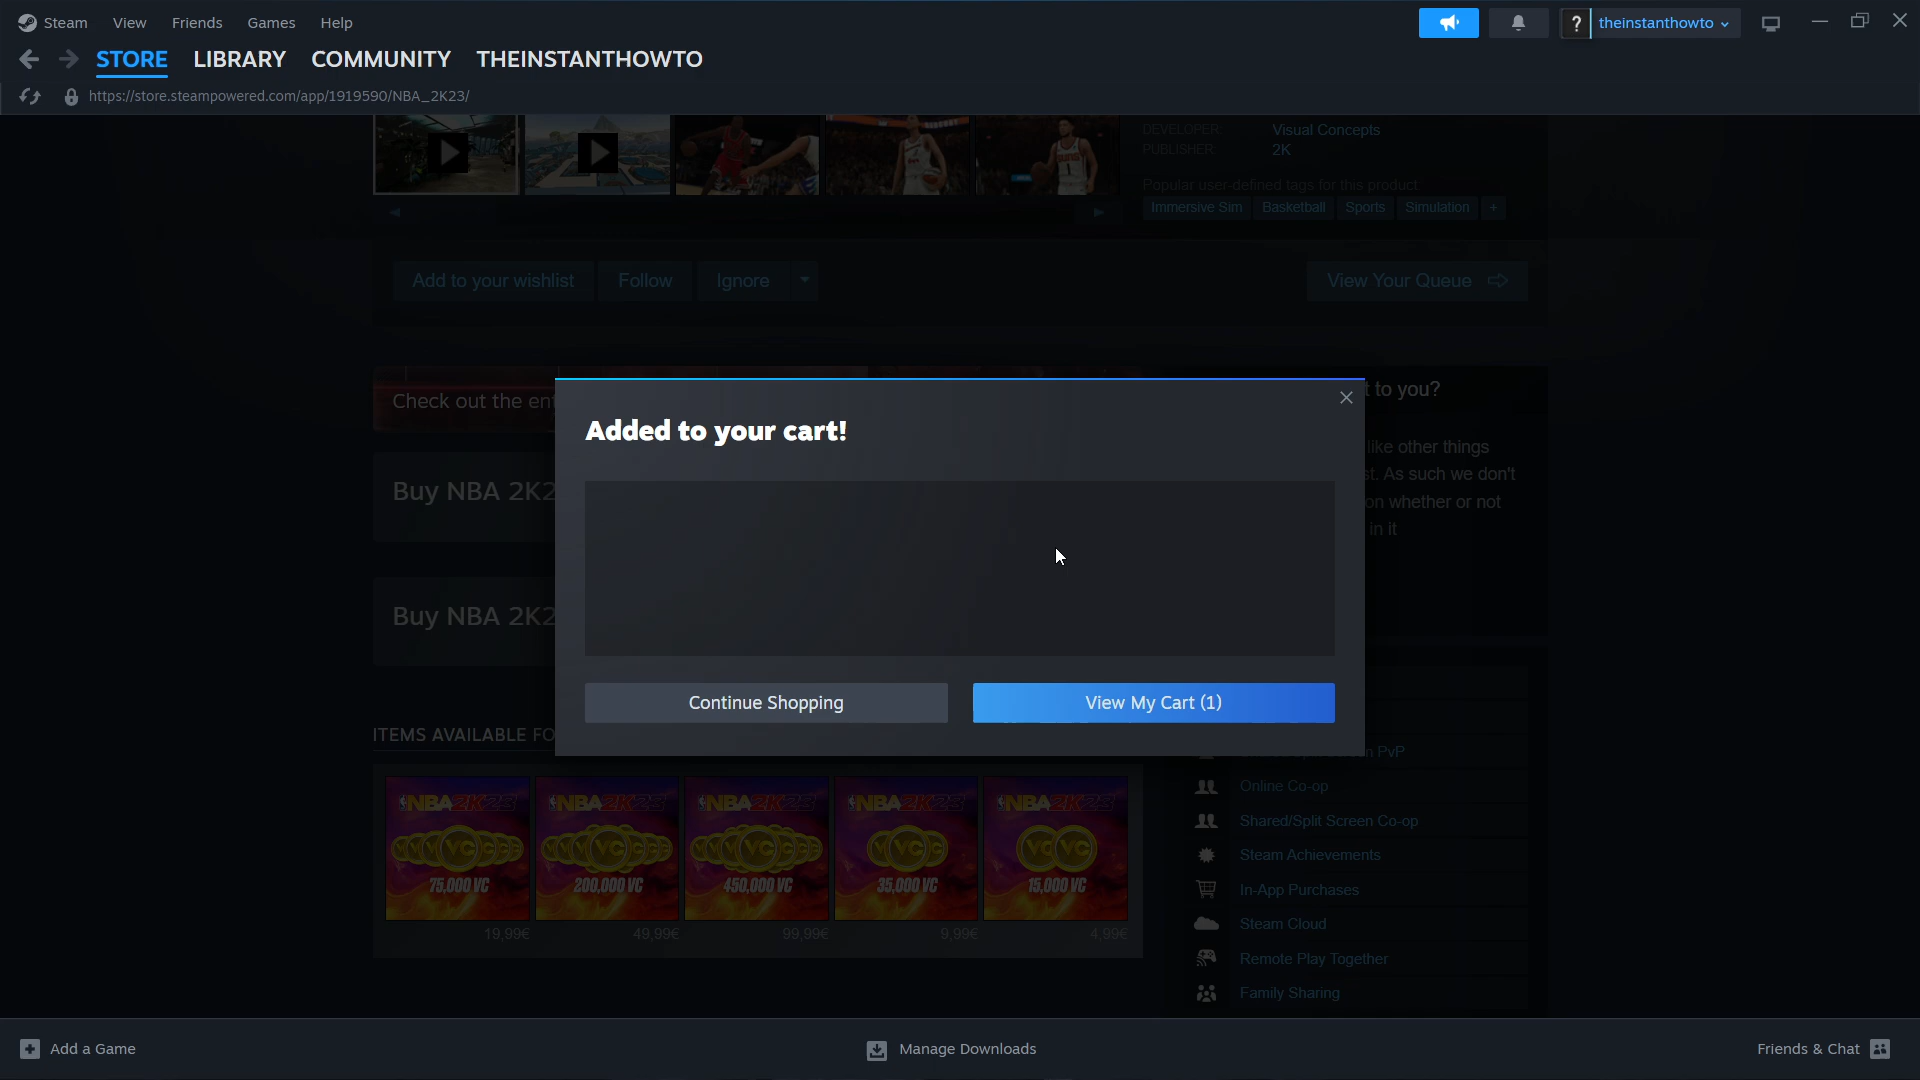 Steam View Friends Games Help
? theinstanthowto
STORE LIBRARY COMMUNITY THEINSTANTHOWTO
https://store.steampowered.com/app/1919590/NBA_2K23/
DEVELOPER: Visual Concepts
PUBLISHER: 2K
Popular user-defined tags for this product:
Immersive Sim Basketball Sports Simulation +
Add to your wishlist Follow Ignore View Your Queue
Check out the en
t to you?
Added to your cart!
like other things
st. As such we don't
on whether or not
in it
Buy NBA 2K2
Buy NBA 2K2
Continue Shopping View My Cart (1)
ITEMS AVAILABLE FO
n PvP
Online Co-op
Shared/Split Screen Co-op
Steam Achievements
In-App Purchases
Steam Cloud
Remote Play Together
Family Sharing
NBA 2K23 NBA 2K23 NBA 2K23 NBA 2K23 NBA 2K23
75,000 VC 200,000 VC 450,000 VC 35,000 VC 15,000 VC
19,99€ 49,99€ 99,99€ 9,99€ 4,99€
Add a Game Manage Downloads Friends & Chat